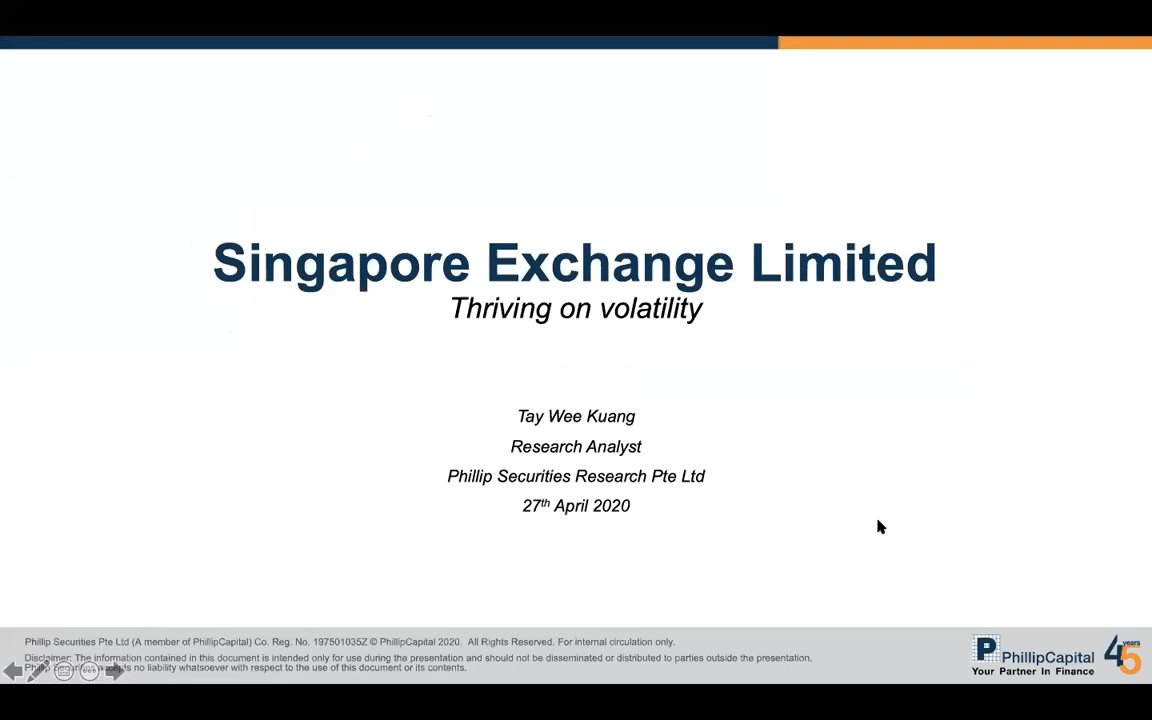 Singapore Exchange Limited
Thriving on volatility
Tay Wee Kuang
Research Analyst
Phillip Securities Research Pte Ltd
27th April 2020
Phillip Securities Pte Ltd (A member of PhillipCapital) Co. Reg. No. 197501035Z © PhillipCapital 2020. All Rights Reserved. For internal circulation only.
Disclaimer: The information contained in this document is intended only for use during the presentation and should not be disseminated or distributed to parties outside the presentation.
Phillip Securities accepts no liability whatsoever with respect to the use of this document or its contents.
P PhillipCapital
Your Partner In Finance
45 years